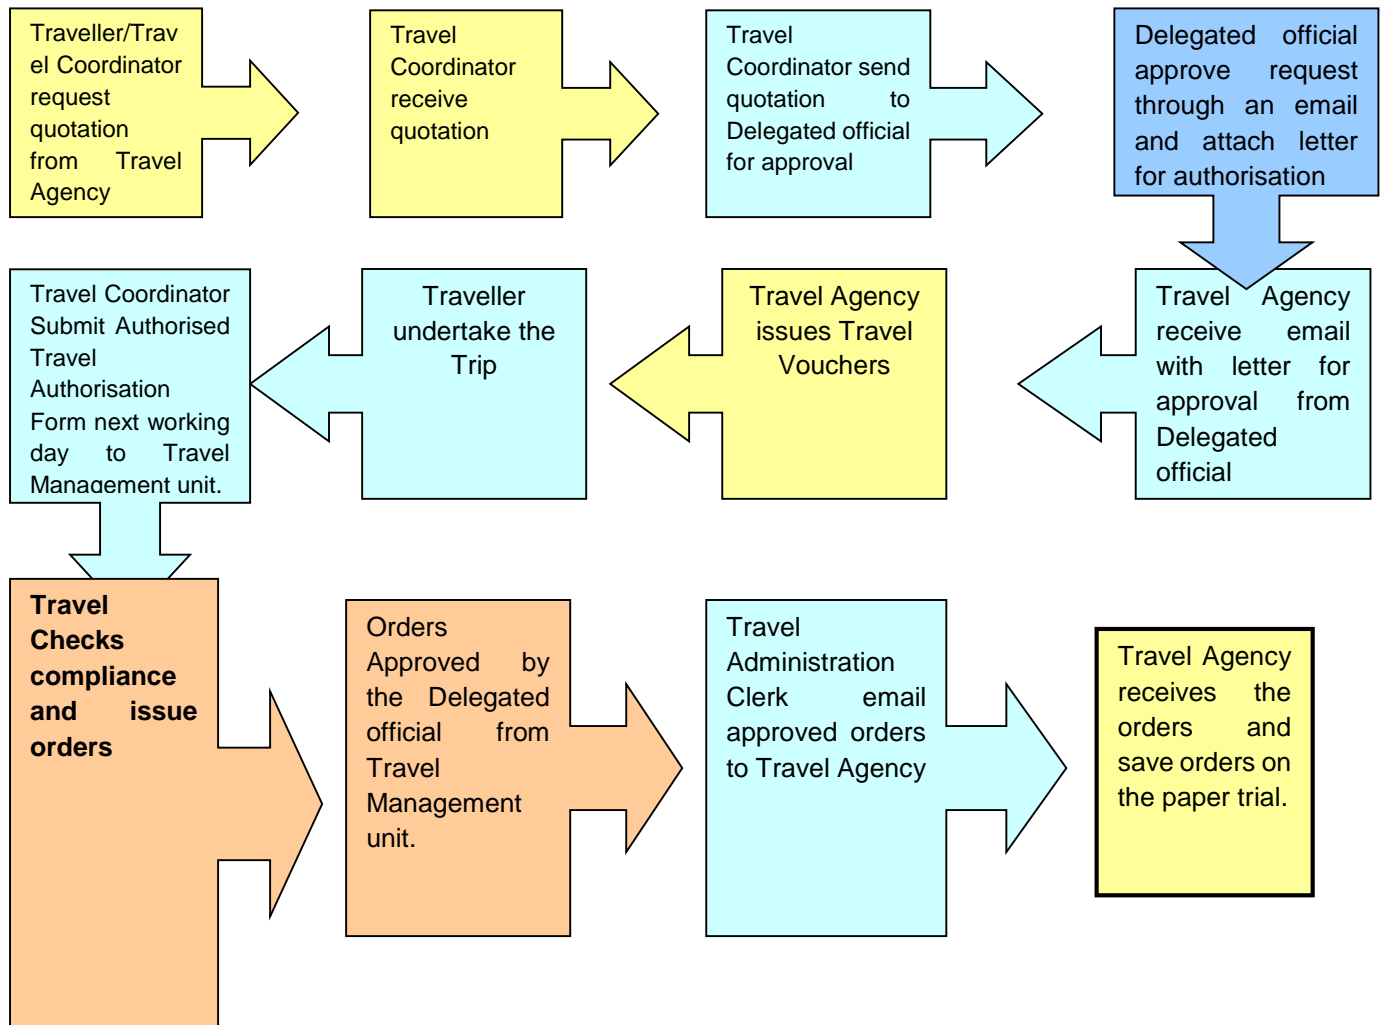 Traveller/Trav
el Coordinator
request
quotation
from Travel
Agency
Travel
Coordinator
receive
quotation
Travel
Coordinator send
quotation to
Delegated official
for approval
Delegated official
approve request
through an email
and attach letter
for authorisation
Travel Agency
receive email
with letter for
approval from
Delegated
official
Travel Agency
issues Travel
Vouchers
Traveller
undertake the
Trip
Travel Coordinator
Submit Authorised
Travel
Authorisation
Form next working
day to Travel
Management unit.
Travel
Checks
compliance
and issue
orders
Orders
Approved by
the Delegated
official from
Travel
Management
unit.
Travel
Administration
Clerk email
approved orders
to Travel Agency
Travel Agency
receives the
orders and
save orders on
the paper trial.